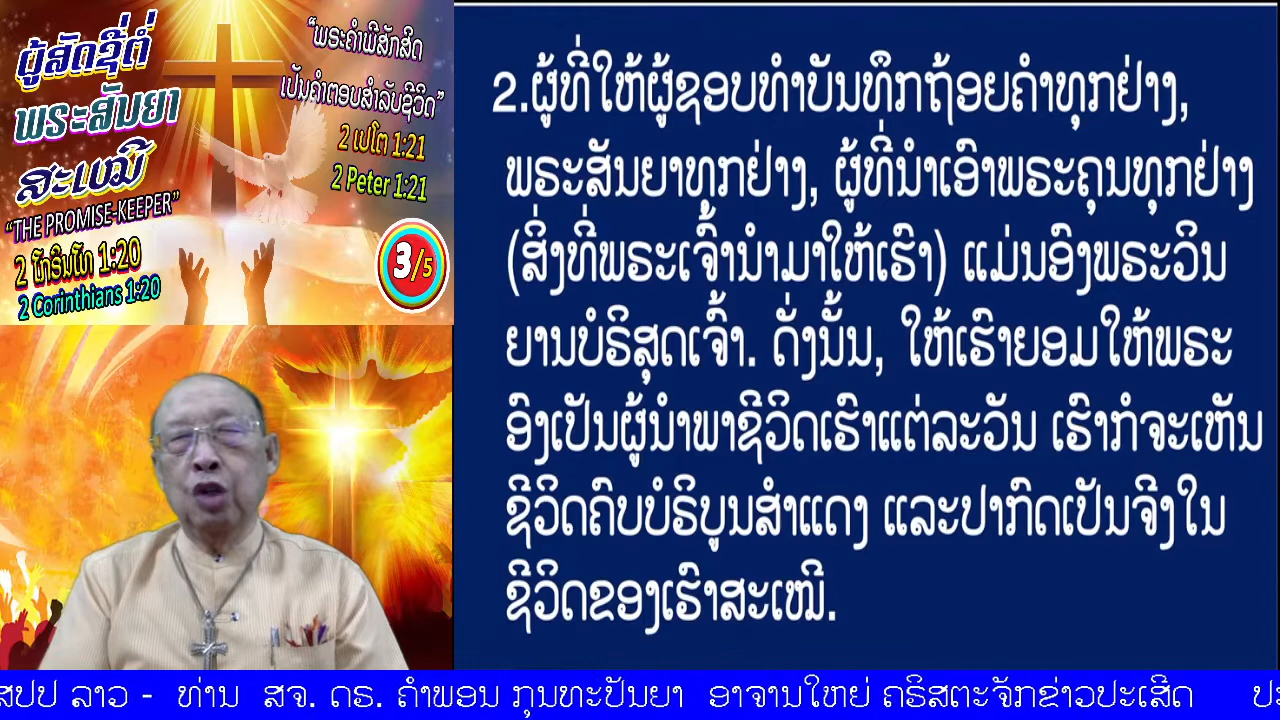 ຜູ້ສັດຊື່ຕໍ່
ພຣະສັນຍາ
ສະເໝີ
“THE PROMISE-KEEPER”
2 ໂກຣິນໂທ 1:20
2 Corinthians 1:20
“ພຣະຄຳພີສັກສິດ
ເປັນຄຳຕອບສຳລັບຊີວິດ”
2 ເປໂຕ 1:21
2 Peter 1:21
3/5
2.ຜູ້ທີ່ໃຫ້ຜູ້ຊອບທຳບັນທຶກຖ້ອຍຄຳທຸກຢ່າງ,
ພຣະສັນຍາທຸກຢ່າງ, ຜູ້ທີ່ນຳເອົາພຣະຄຸນທຸກຢ່າງ
(ສິ່ງທີ່ພຣະເຈົ້ານຳມາໃຫ້ເຮົາ) ແມ່ນອົງພຣະວິນ
ຍານບໍຣິສຸດເຈົ້າ. ດັ່ງນັ້ນ, ໃຫ້ເຮົາຍອມໃຫ້ພຣະ
ອົງເປັນຜູ້ນຳພາຊີວິດເຮົາແຕ່ລະວັນ ເຮົາກໍຈະເຫັນ
ຊີວິດຄົບບໍຣິບູນສຳແດງ ແລະປາກົດເປັນຈີງໃນ
ຊີວິດຂອງເຮົາສະເໝີ.
ສປປ ລາວ - ທ່ານ ສຈ. ດຣ. ຄຳພອນ ກຸນທະປັນຍາ ອາຈານໃຫຍ່ ຄຣິສຕະຈັກຂ່າວປະເສີດ